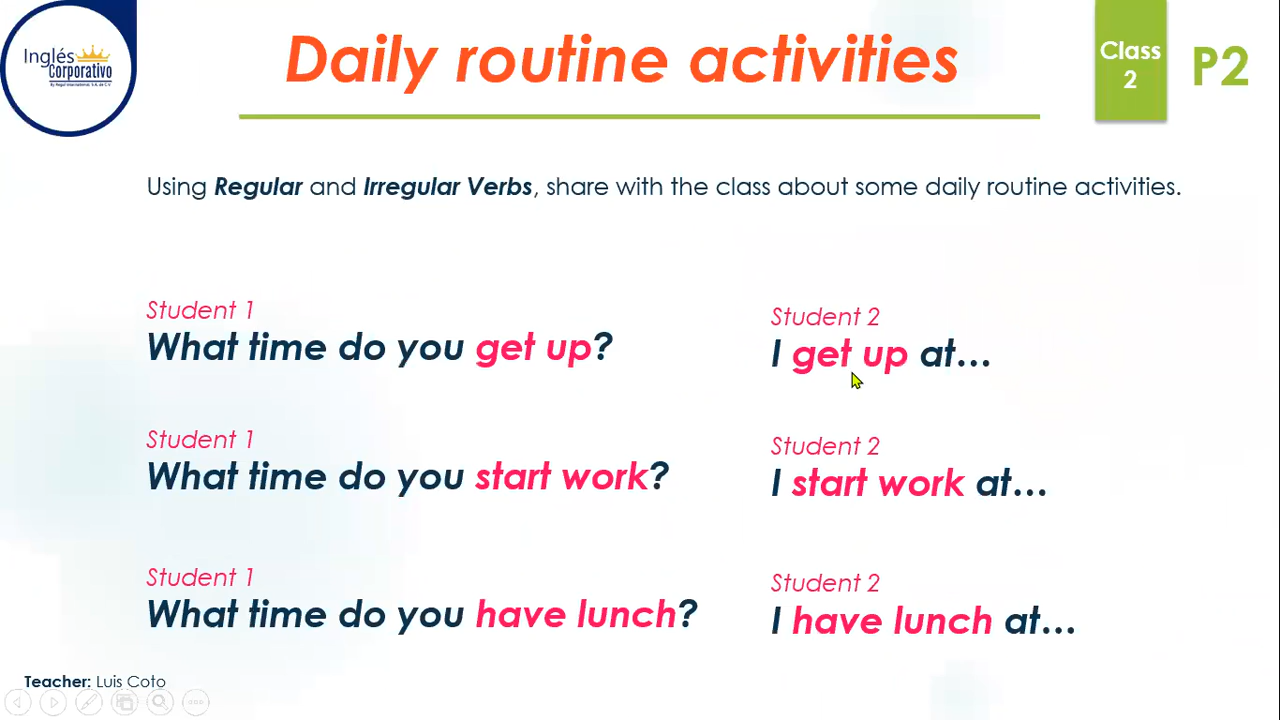 Inglés
Corporativo
Daily routine activities
Class
2
P2
Using Regular and Irregular Verbs, share with the class about some daily routine activities.
Student 1
What time do you get up?
Student 2
I get up at...
Student 1
What time do you start work?
Student 2
I start work at...
Student 1
What time do you have lunch?
Student 2
I have lunch at...
Teacher: Luis Coto